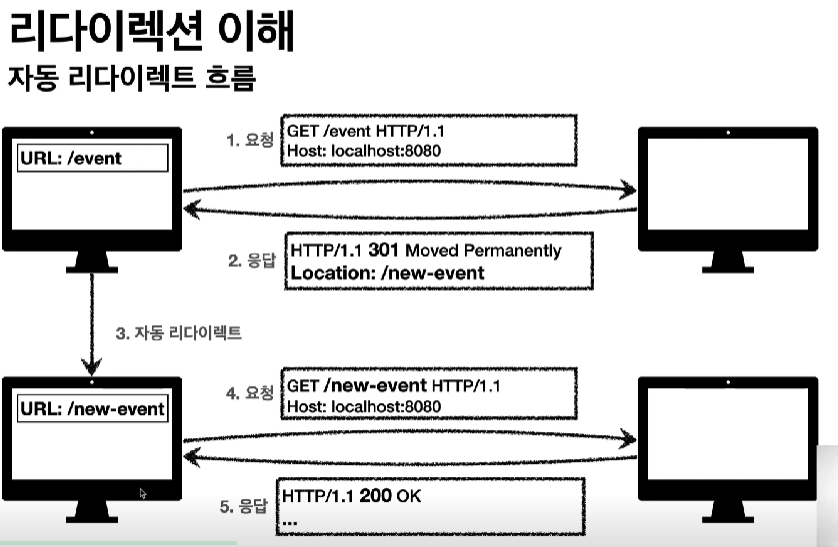 리다이렉션 이해
자동 리다이렉트 흐름
URL: /event
1. 요청
GET /event HTTP/1.1
Host: localhost:8080
2. 응답
HTTP/1.1 301 Moved Permanently
Location: /new-event
3. 자동 리다이렉트
URL: /new-event
4. 요청
GET /new-event HTTP/1.1
Host: localhost:8080
5. 응답
HTTP/1.1 200 OK
...